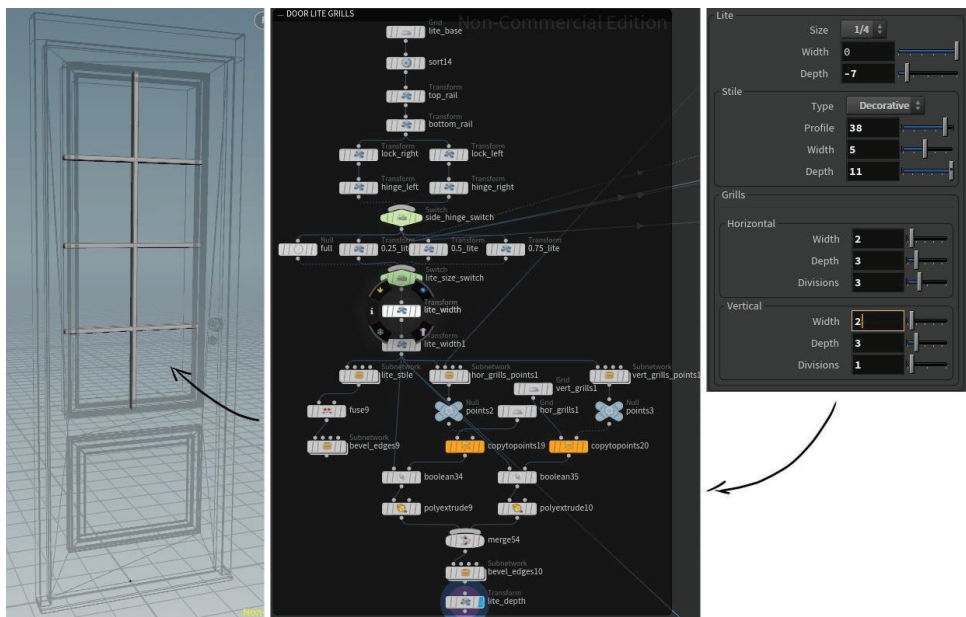 — DOOR LITE GRILLS
Non-Commercial Edition
Grid
lite_base
sort14
Transform
top_rail
Transform
bottom_rail
Transform
lock_right
Transform
lock_left
Transform
hinge_left
Transform
hinge_right
Switch
side_hinge_switch
Null
full
Transform
0.25_lite
Transform
0.5_lite
Transform
0.75_lite
Switch
lite_size_switch
Transform
lite_width
Transform
lite_width1
Subnetwork
lite_stile
Subnetwork
hor_grills_points1
Subnetwork
vert_grills_points1
Grid
vert_grills1
fuse9
Null
points2
Grid
hor_grills1
Null
points3
Subnetwork
bevel_edges9
copytopoints19
copytopoints20
boolean34
boolean35
polyextrude9
polyextrude10
merge54
Subnetwork
bevel_edges10
Transform
lite_depth
Non-
Lite
Size 1/4
Width 0
Depth -7
Stile
Type Decorative
Profile 38
Width 5
Depth 11
Grills
Horizontal
Width 2
Depth 3
Divisions 3
Vertical
Width 2
Depth 3
Divisions 1